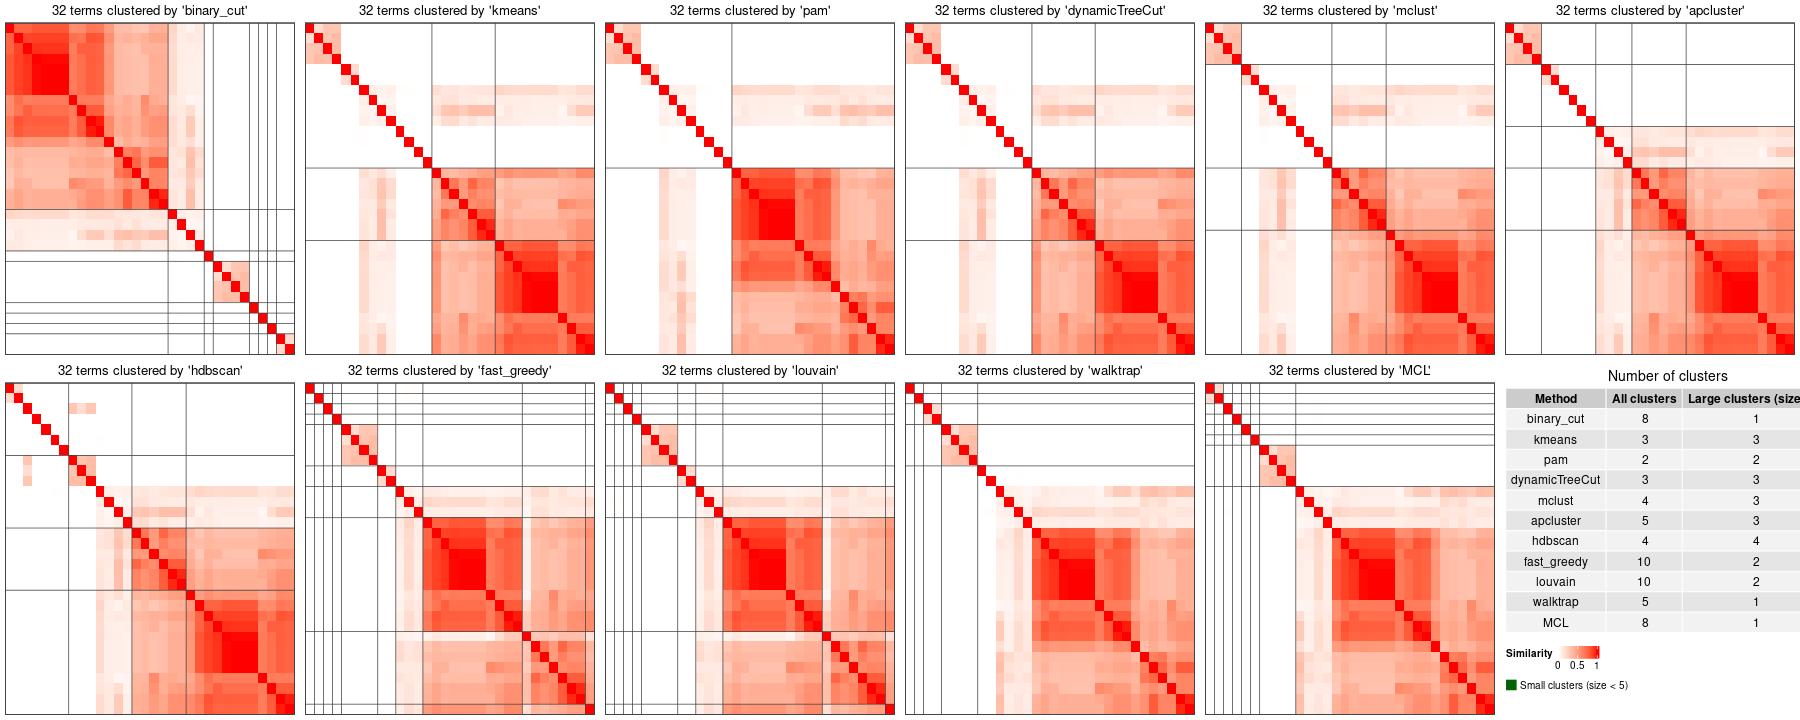 32 terms clustered by 'binary_cut'
32 terms clustered by 'kmeans'
32 terms clustered by 'pam'
32 terms clustered by 'dynamicTreeCut'
32 terms clustered by 'mclust'
32 terms clustered by 'apcluster'
32 terms clustered by 'hdbscan'
32 terms clustered by 'fast_greedy'
32 terms clustered by 'louvain'
32 terms clustered by 'walktrap'
32 terms clustered by 'MCL'
Number of clusters
Method All clusters Large clusters (size
binary_cut 8 1
kmeans 3 3
pam 2 2
dynamicTreeCut 3 3
mclust 4 3
apcluster 5 3
hdbscan 4 4
fast_greedy 10 2
louvain 10 2
walktrap 5 1
MCL 8 1
Similarity
0 0.5 1
Small clusters (size < 5)